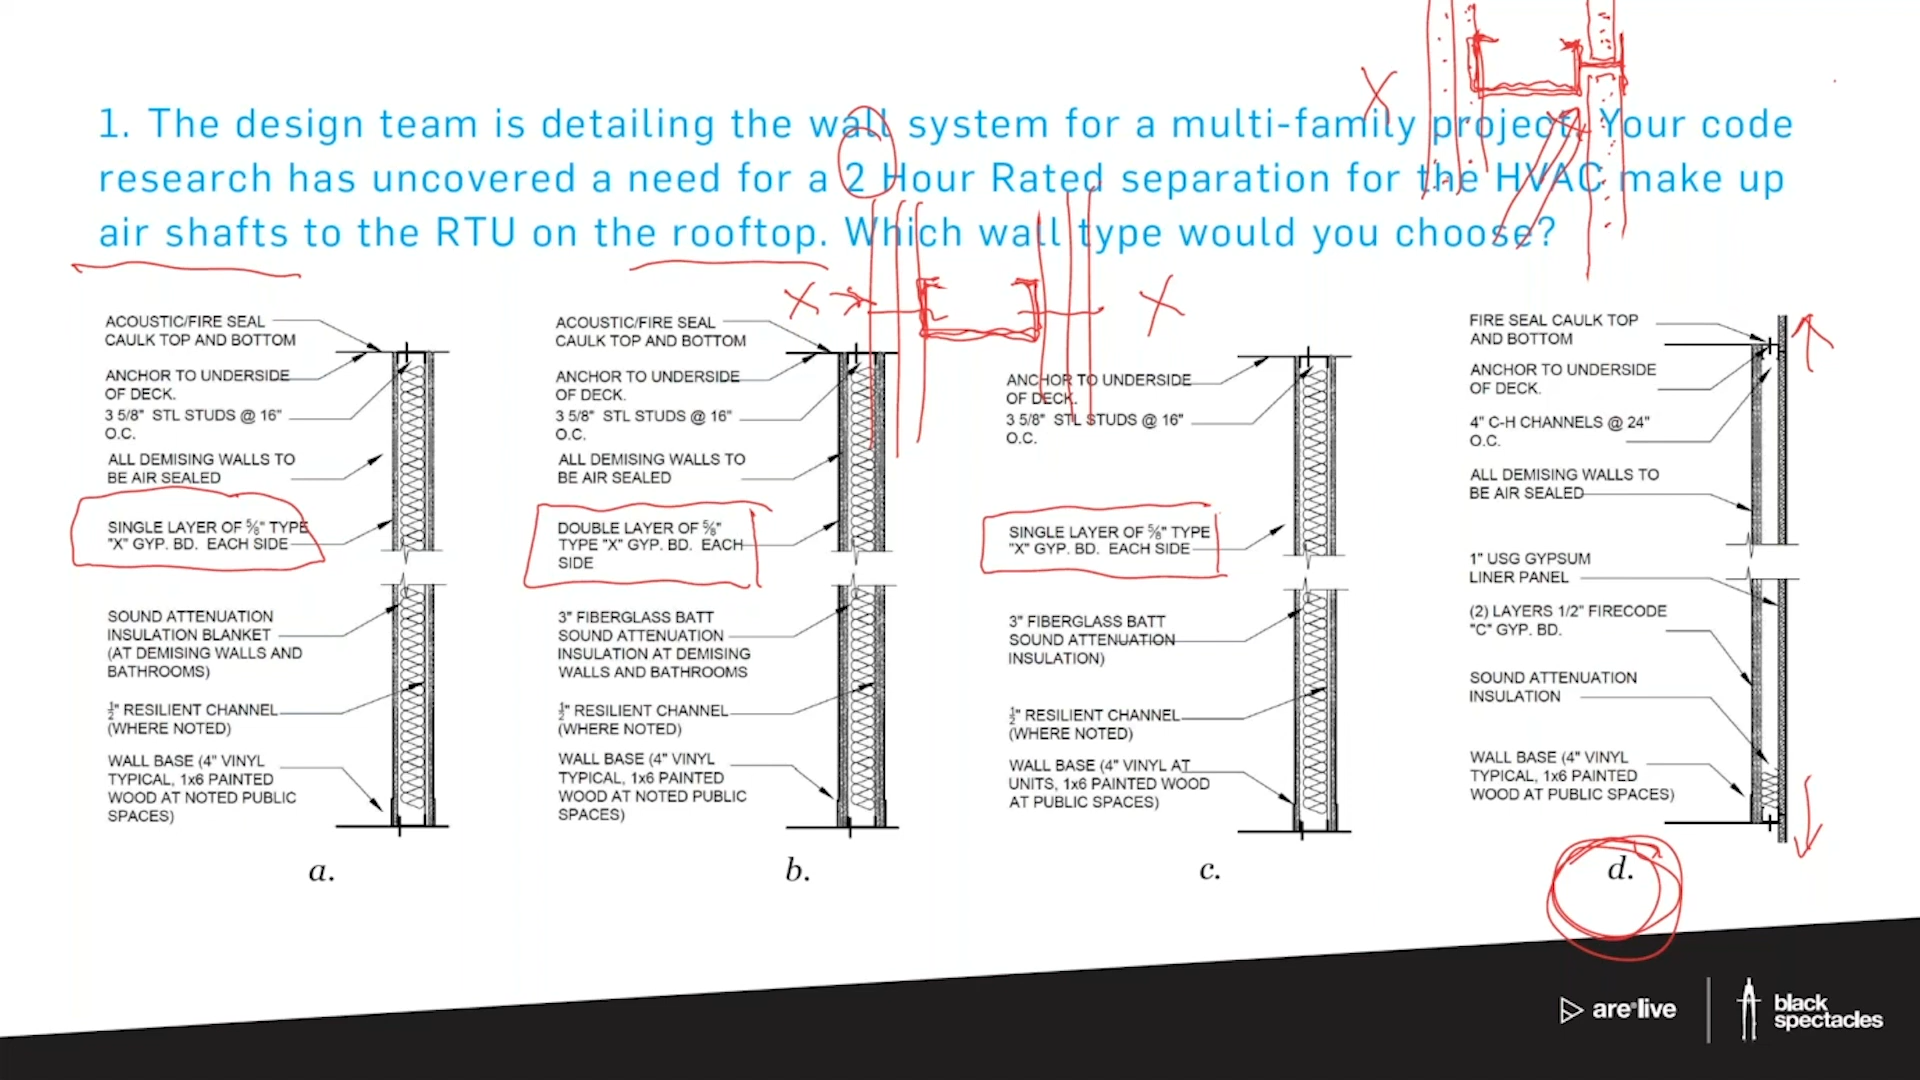 1. The design team is detailing the wall system for a multi-family project. Your code
research has uncovered a need for a 2 Hour Rated separation for the HVAC make up
air shafts to the RTU on the rooftop. Which wall type would you choose?
ACOUSTIC/FIRE SEAL
CAULK TOP AND BOTTOM
ANCHOR TO UNDERSIDE
OF DECK.
3 5/8" STL STUDS @ 16"
O.C.
ALL DEMISING WALLS TO
BE AIR SEALED
SINGLE LAYER OF ⅝" TYPE
"X" GYP. BD. EACH SIDE
SOUND ATTENUATION
INSULATION BLANKET
(AT DEMISING WALLS AND
BATHROOMS)
½" RESILIENT CHANNEL
(WHERE NOTED)
WALL BASE (4" VINYL
TYPICAL, 1x6 PAINTED
WOOD AT NOTED PUBLIC
SPACES)
a.
ACOUSTIC/FIRE SEAL
CAULK TOP AND BOTTOM
ANCHOR TO UNDERSIDE
OF DECK.
3 5/8" STL STUDS @ 16"
O.C.
ALL DEMISING WALLS TO
BE AIR SEALED
DOUBLE LAYER OF ⅝"
TYPE "X" GYP. BD. EACH
SIDE
3" FIBERGLASS BATT
SOUND ATTENUATION
INSULATION AT DEMISING
WALLS AND BATHROOMS
½" RESILIENT CHANNEL
(WHERE NOTED)
WALL BASE (4" VINYL
TYPICAL, 1x6 PAINTED
WOOD AT NOTED PUBLIC
SPACES)
b.
X
X
ANCHOR TO UNDERSIDE
OF DECK.
3 5/8" STL STUDS @ 16"
O.C.
SINGLE LAYER OF ⅝" TYPE
"X" GYP. BD. EACH SIDE
3" FIBERGLASS BATT
SOUND ATTENUATION
INSULATION)
½" RESILIENT CHANNEL
(WHERE NOTED)
WALL BASE (4" VINYL AT
UNITS, 1x6 PAINTED WOOD
AT PUBLIC SPACES)
c.
X
FIRE SEAL CAULK TOP
AND BOTTOM
ANCHOR TO UNDERSIDE
OF DECK.
4" C-H CHANNELS @ 24"
O.C.
ALL DEMISING WALLS TO
BE AIR SEALED
1" USG GYPSUM
LINER PANEL
(2) LAYERS 1/2" FIRECODE
"C" GYP. BD.
SOUND ATTENUATION
INSULATION
WALL BASE (4" VINYL
TYPICAL, 1x6 PAINTED
WOOD AT PUBLIC SPACES)
d.
are live
black
spectacles